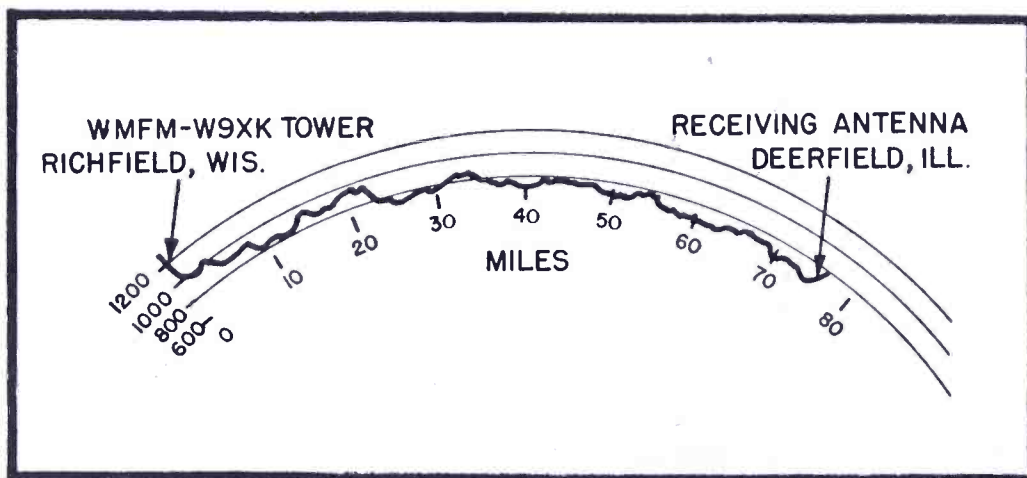 WMFM-W9XK TOWER
RICHFIELD, WIS.
RECEIVING ANTENNA
DEERFIELD, ILL.
1200
1000
800
600
0
10
20
30
40
50
60
70
80
MILES